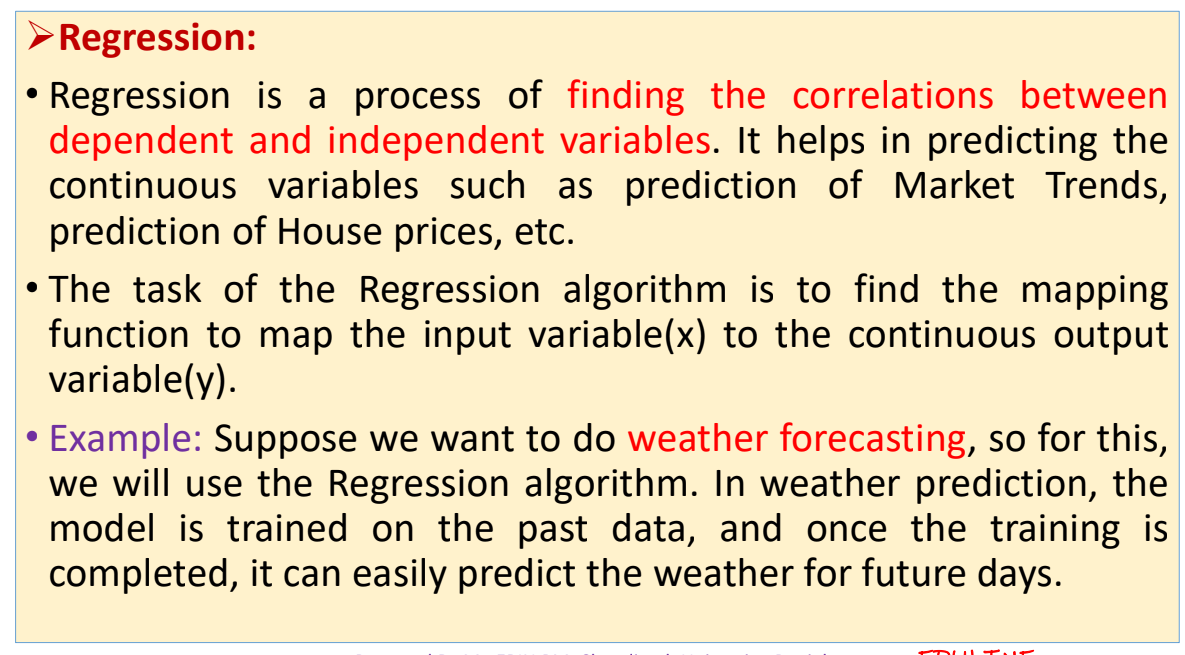 ➢Regression:
• Regression is a process of finding the correlations between
dependent and independent variables. It helps in predicting the
continuous variables such as prediction of Market Trends,
prediction of House prices, etc.
• The task of the Regression algorithm is to find the mapping
function to map the input variable(x) to the continuous output
variable(y).
• Example: Suppose we want to do weather forecasting, so for this,
we will use the Regression algorithm. In weather prediction, the
model is trained on the past data, and once the training is
completed, it can easily predict the weather for future days.